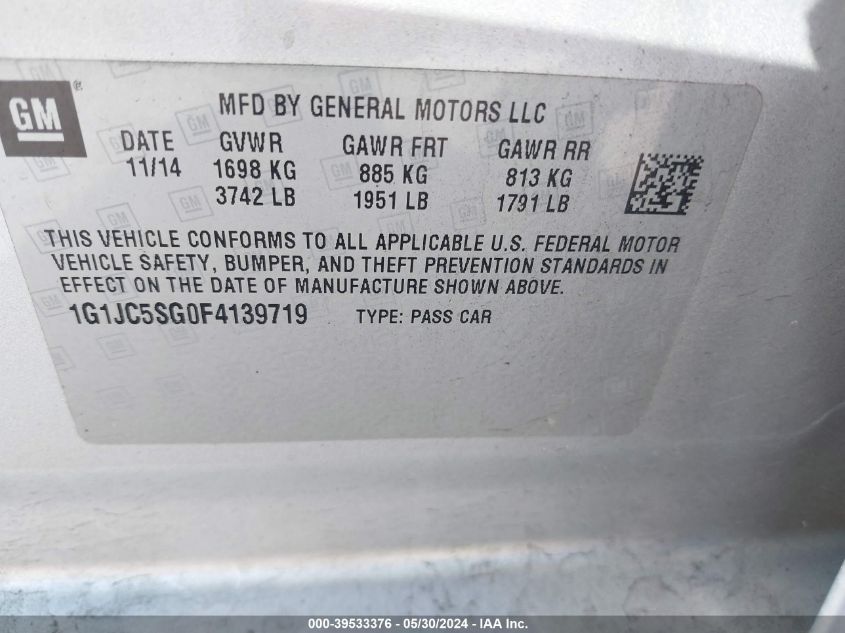 GM ®
MFD BY GENERAL MOTORS LLC
DATE GVWR GAWR FRT GAWR RR
11/14 1698 KG 885 KG 813 KG
3742 LB 1951 LB 1791 LB
THIS VEHICLE CONFORMS TO ALL APPLICABLE U.S. FEDERAL MOTOR
VEHICLE SAFETY, BUMPER, AND THEFT PREVENTION STANDARDS IN
EFFECT ON THE DATE OF MANUFACTURE SHOWN ABOVE.
1G1JC5SG0F4139719 TYPE: PASS CAR
000-39533376 - 05/30/2024 - IAA Inc.